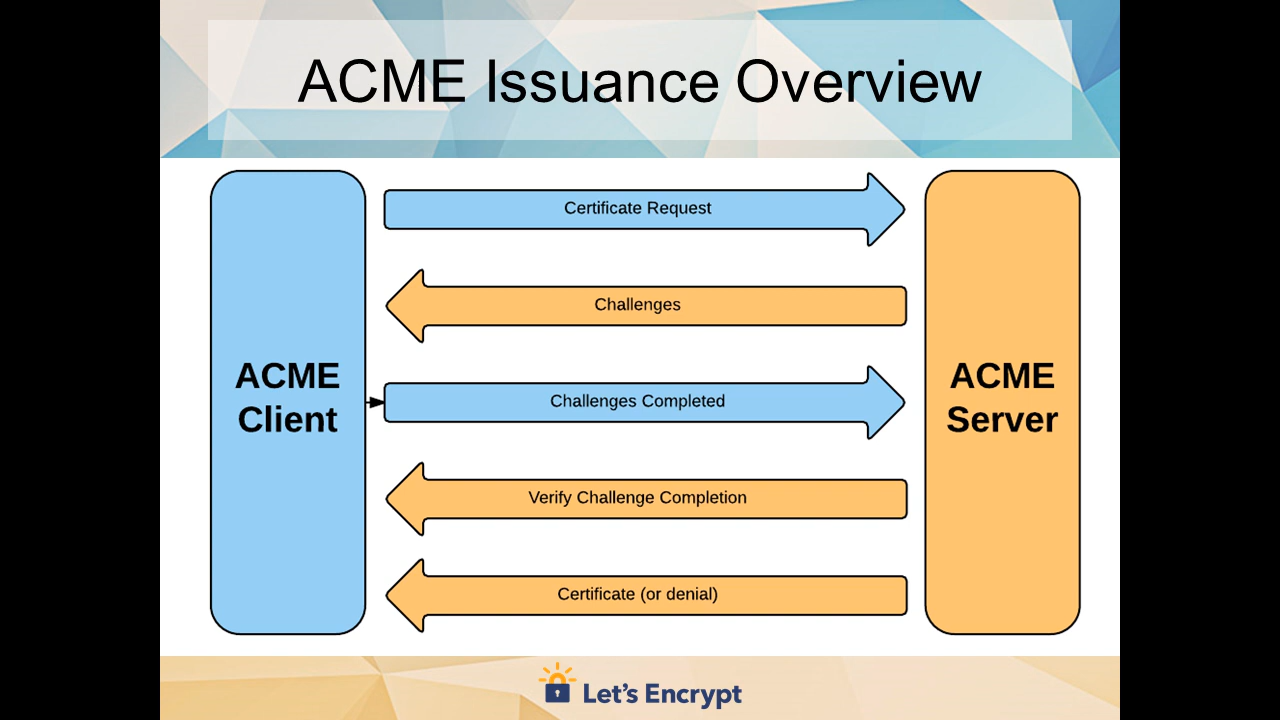 ACME Issuance Overview
Certificate Request
Challenges
ACME
Client
Challenges Completed
ACME
Server
Verify Challenge Completion
Certificate (or denial)
Let's Encrypt